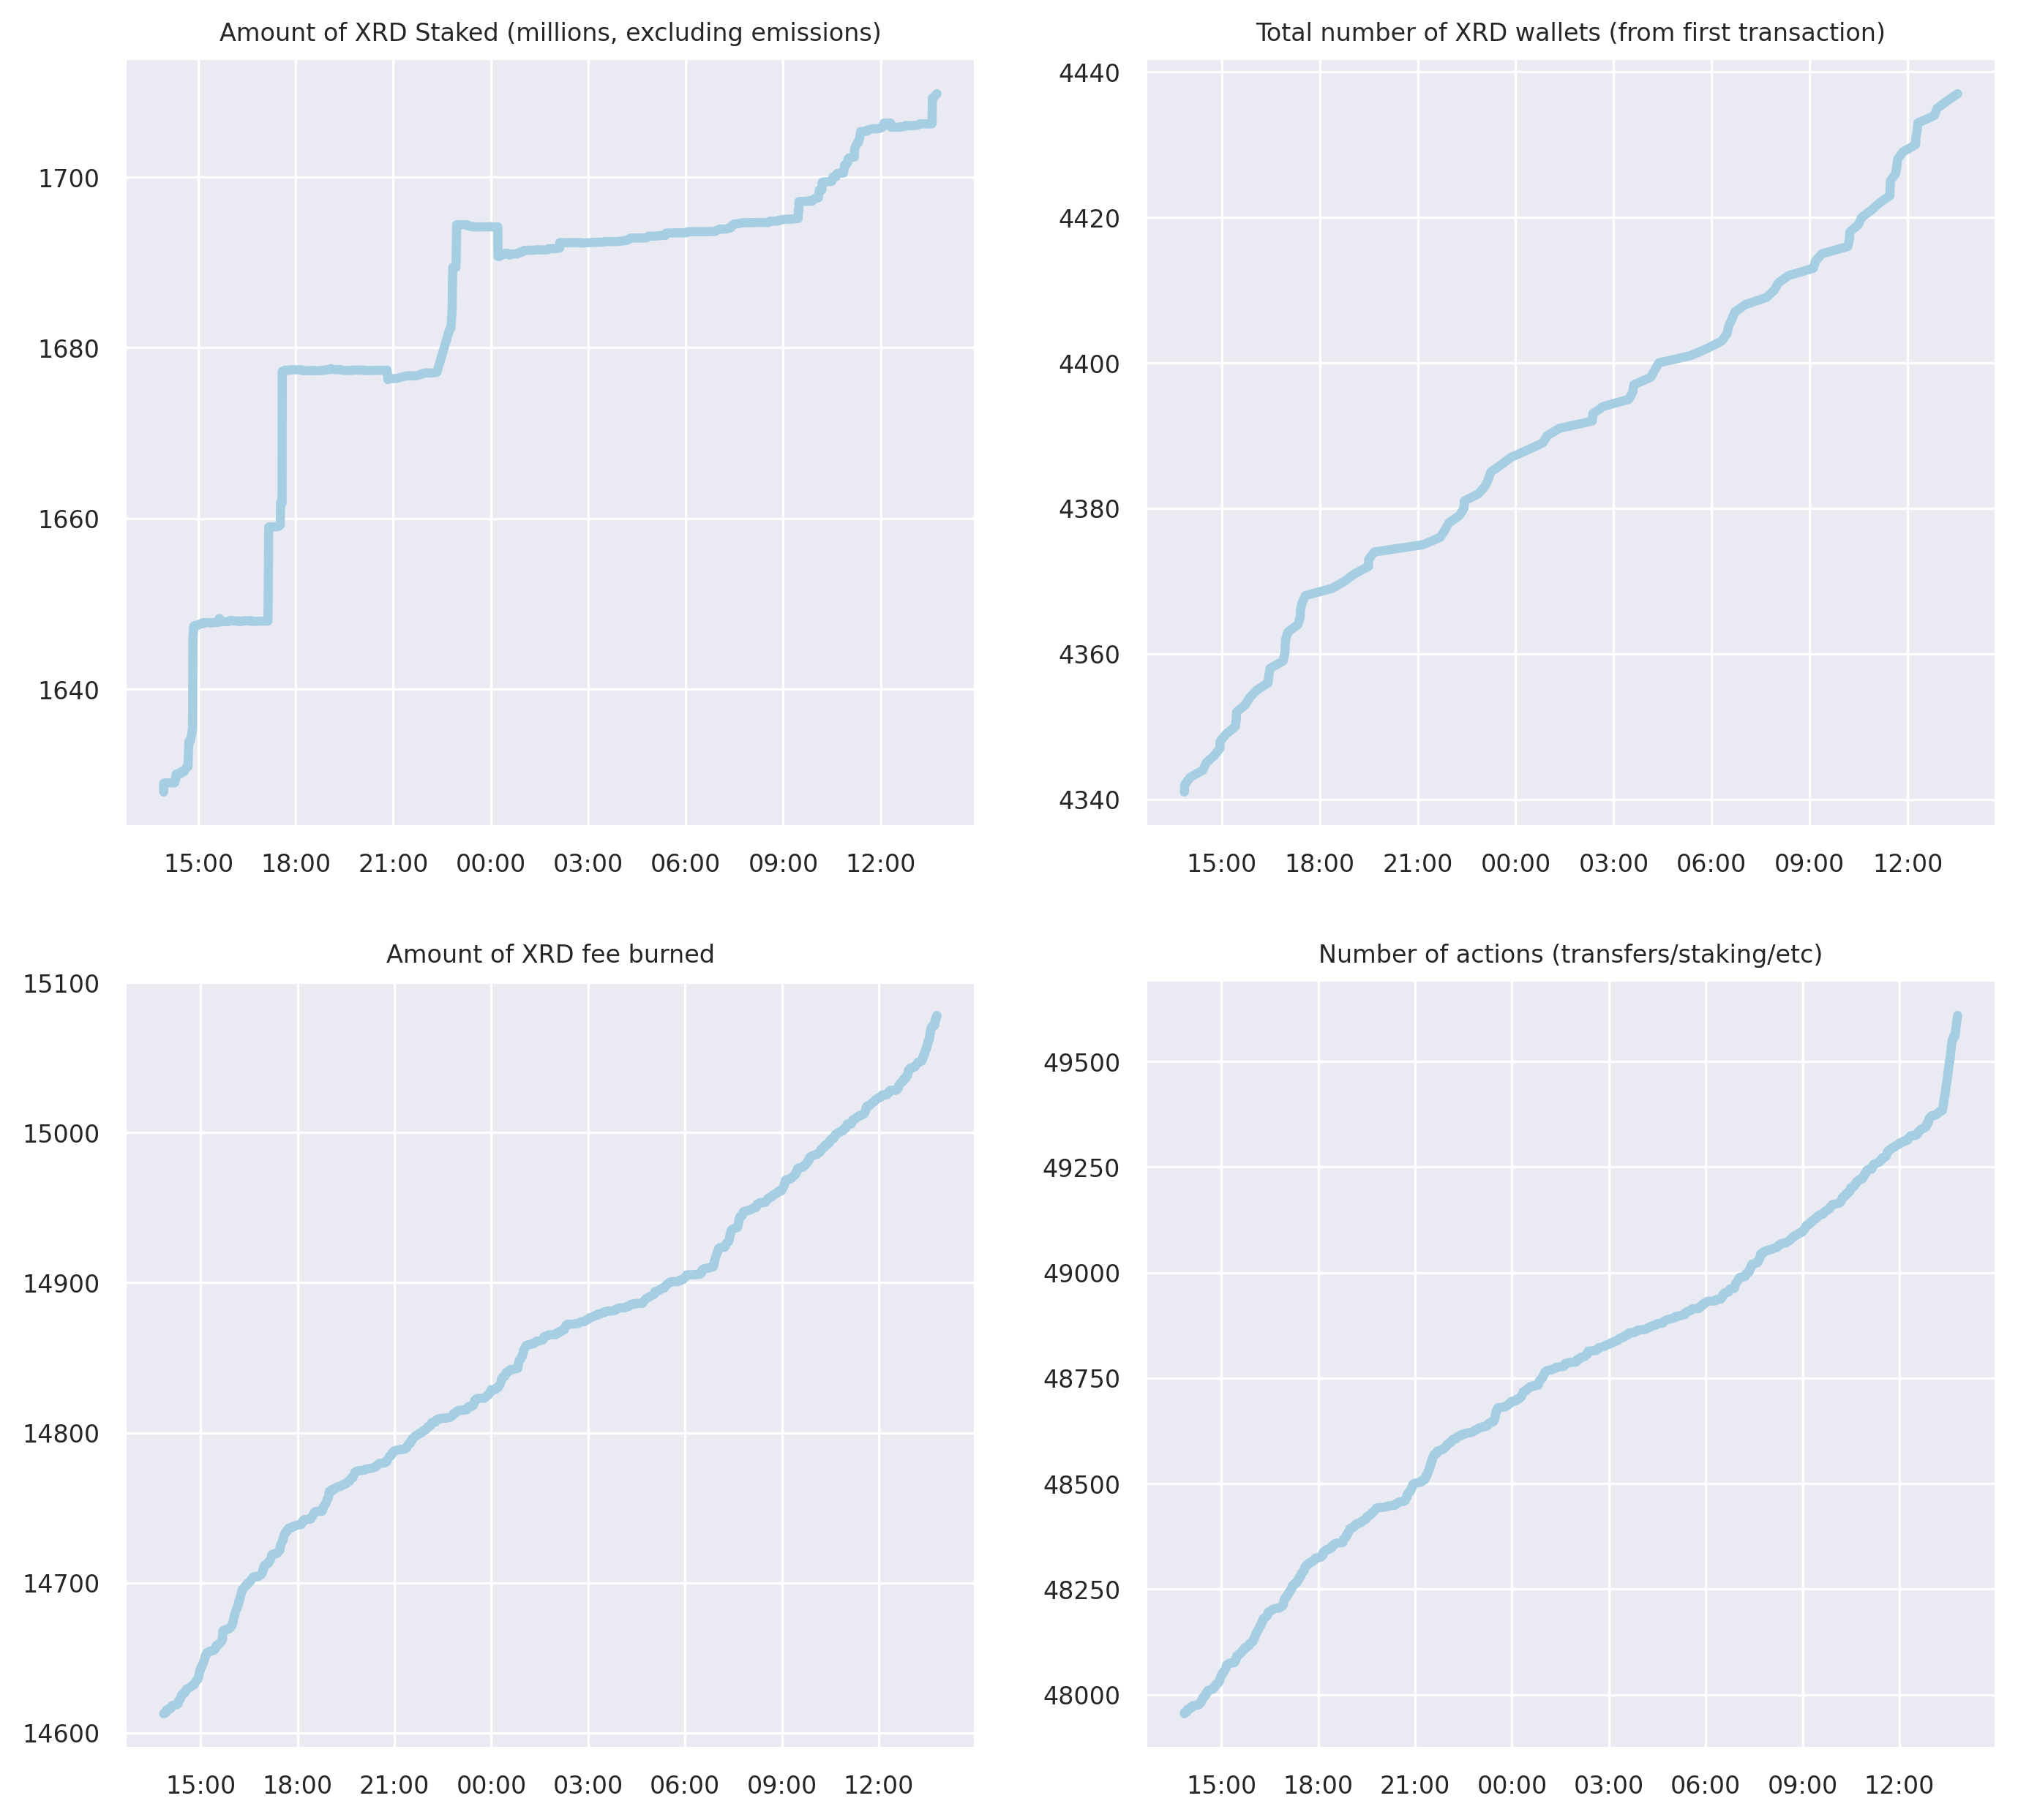 Amount of XRD Staked (millions, excluding emissions)
1700
1680
1660
1640
15:00 18:00 21:00 00:00 03:00 06:00 09:00 12:00
Total number of XRD wallets (from first transaction)
4440
4420
4400
4380
4360
4340
15:00 18:00 21:00 00:00 03:00 06:00 09:00 12:00
Amount of XRD fee burned
15100
15000
14900
14800
14700
14600
15:00 18:00 21:00 00:00 03:00 06:00 09:00 12:00
Number of actions (transfers/staking/etc)
49500
49250
49000
48750
48500
48250
48000
15:00 18:00 21:00 00:00 03:00 06:00 09:00 12:00